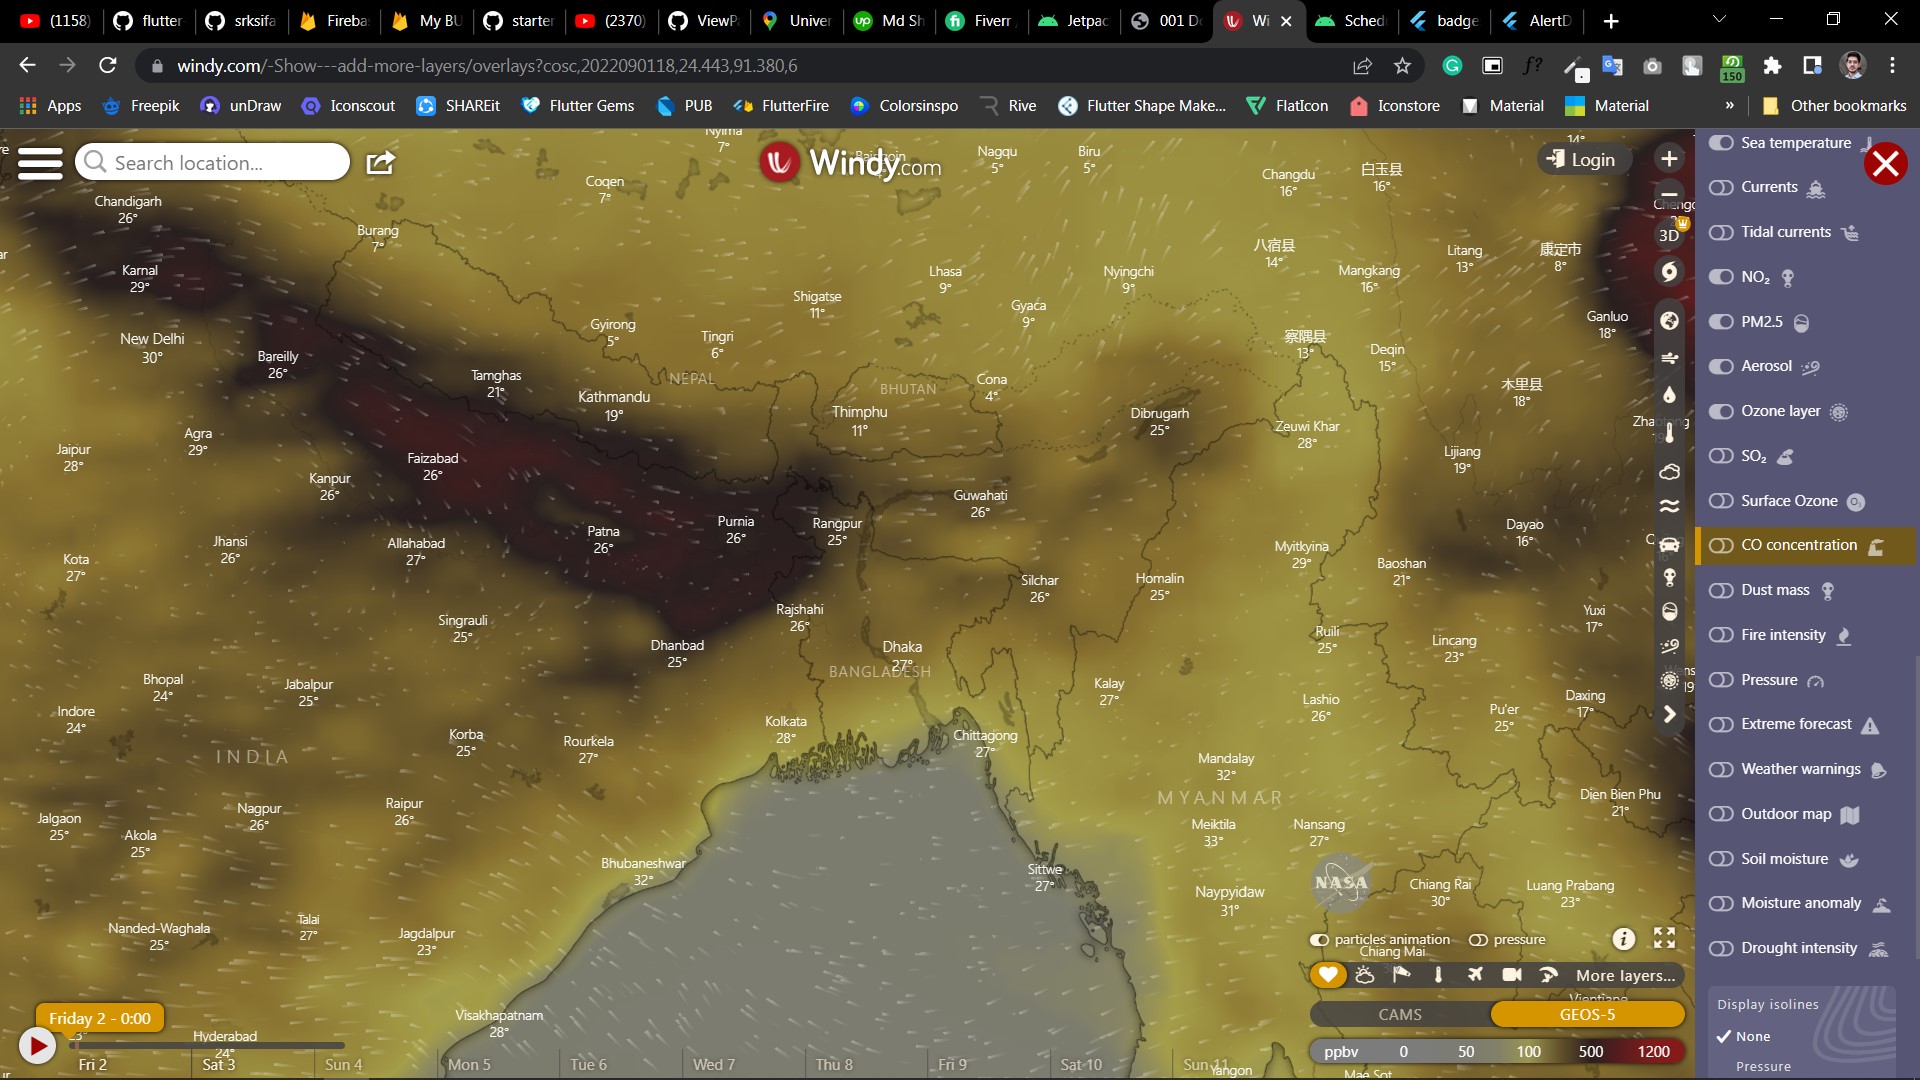 (1158)
flutter-
srksifa
Fireba
My BU
starter
(2370)
ViewPa
Univer
Md Sh
Fiverr
Jetpac
001 Do
Wi
Sched
badge
AlertD
windy.com/-Show---add-more-layers/overlays?cosc,2022090118,24.443,91.380,6
150
Apps
Freepik
unDraw
Iconscout
SHAREit
Flutter Gems
PUB
FlutterFire
Colorsinspo
Rive
Flutter Shape Make...
FlatIcon
Iconstore
Material
Material
»
Other bookmarks
Search location...
Windy.com
Login
3D
Nyima
7°
Nagqu
5°
Biru
5°
14°
Coqen
7°
Changdu
16°
白玉县
16°
Chandigarh
26°
Burang
7°
八宿县
14°
Litang
13°
康定市
8°
Karnal
29°
Lhasa
9°
Nyingchi
9°
Mangkang
16°
Shigatse
11°
Gyaca
9°
Ganluo
18°
New Delhi
30°
Gyirong
5°
Tingri
6°
察隅县
13°
Deqin
15°
Bareilly
26°
Tamghas
21°
NEPAL
BHUTAN
Cona
4°
木里县
18°
Kathmandu
19°
Thimphu
11°
Dibrugarh
25°
Zeuwi Khar
28°
Jaipur
28°
Agra
29°
Lijiang
19°
Faizabad
26°
Kanpur
26°
Guwahati
26°
Patna
26°
Purnia
26°
Rangpur
25°
Dayao
16°
Jhansi
26°
Allahabad
27°
Myitkyina
29°
Kota
27°
Baoshan
21°
Silchar
26°
Homalin
25°
Singrauli
25°
Rajshahi
26°
Yuxi
17°
Dhanbad
25°
Dhaka
27°
BANGLADESH
Ruili
25°
Lincang
23°
Bhopal
24°
Jabalpur
25°
Kalay
27°
Lashio
26°
Daxing
17°
Indore
24°
Kolkata
28°
Pu'er
25°
Korba
25°
Rourkela
27°
Chittagong
27°
INDIA
Mandalay
32°
MYANMAR
Dien Bien Phu
21°
Nagpur
26°
Raipur
26°
Jalgaon
25°
Akola
25°
Meiktila
33°
Nansang
27°
Bhubaneshwar
32°
Sittwe
27°
Naypyidaw
31°
NASA
Chiang Rai
30°
Luang Prabang
23°
Nanded-Waghala
25°
Talai
27°
Jagdalpur
23°
Visakhapatnam
28°
Hyderabad
24°
Chiang Mai
Vientiane
Yangon
Mae Sot
particles animation
pressure
More layers...
CAMS
GEOS-5
ppbv 0 50 100 500 1200
Friday 2 - 0:00
Fri 2
Sat 3
Sun 4
Mon 5
Tue 6
Wed 7
Thu 8
Fri 9
Sat 10
Sun 11
Sea temperature
Currents
Tidal currents
NO₂
PM2.5
Aerosol
Ozone layer
SO₂
Surface Ozone
CO concentration
Dust mass
Fire intensity
Pressure
Extreme forecast
Weather warnings
Outdoor map
Soil moisture
Moisture anomaly
Drought intensity
Display isolines
None
Pressure